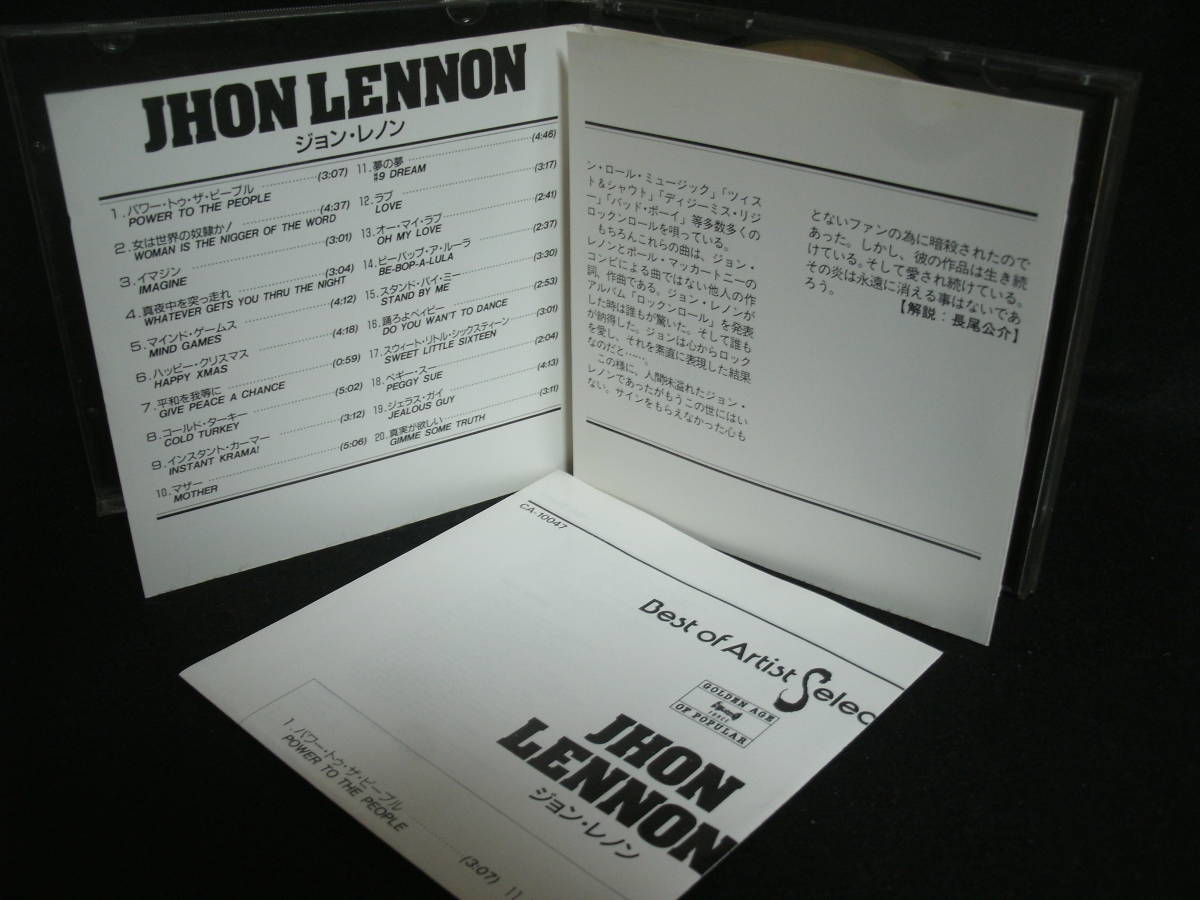 JHON LENNON
ジョン・レノン
1. パワー・トゥ・ザ・ピープル (3:07)
POWER TO THE PEOPLE
2. 女は世界の奴隷か! (4:37)
WOMAN IS THE NIGGER OF THE WORD
3. イマジン (3:01)
IMAGINE
4. 真夜中を突っ走れ (3:04)
WHATEVER GETS YOU THRU THE NIGHT
5. マインド・ゲームス (4:12)
MIND GAMES
6. ハッピー・クリスマス (4:18)
HAPPY XMAS
7. 平和を我等に (0:59)
GIVE PEACE A CHANCE
8. コールド・ターキー (5:02)
COLD TURKEY
9. インスタント・カーマー (3:12)
INSTANT KRAMA!
10. マザー (5:06)
MOTHER
11. 夢の夢 (4:46)
#9 DREAM
12. ラブ (3:17)
LOVE
13. オー・マイ・ラブ (2:41)
OH MY LOVE
14. ビーバップ・ア・ルーラ (2:37)
BE-BOP-A-LULA
15. スタンド・バイ・ミー (3:30)
STAND BY ME
16. 踊ろよベイビー (2:53)
DO YOU WAN'T TO DANCE
17. スウィート・リトル・シックスティーン (3:01)
SWEET LITTLE SIXTEEN
18. ペギー・スー (2:04)
PEGGY SUE
19. ジェラス・ガイ (4:13)
JEALOUS GUY
20. 真実が欲しい (3:11)
GIMME SOME TRUTH
ン・ロール・ミュージック」「ツィス
ト&シャウト」「ディジーミス・リジ
ー」「バッド・ボーイ」等多数多くの
ロックンロールを唄っている。
もちろんこれらの曲は、ジョン・
レノンとポール・マッカートニーの
コンビによる曲ではない他人の作
詞、作曲である。ジョン・レノンが
アルバム「ロックン・ロール」を発表
した時は誰もが驚いた。そして誰も
が納得した。ジョンは心からロック
を愛し、それを素直に表現した結果
なのだと……。
この様に、人間味溢れたジョン・
レノンであったがもうこの世にはい
ない。サインをもらえなかった心も
とないファンの為に暗殺されたので
あった。しかし、彼の作品は生き続
けている。そして愛され続けている。
その炎は永遠に消える事はないであ
ろう。
【解説:長尾公介】
CA-10047
Best of Artist Selec
GOLDEN AGE
OF POPULAR
JHON
LENNON
ジョン・レノン
1. パワー・トゥ・ザ・ピープル (3:07) 11
POWER TO THE PEOPLE